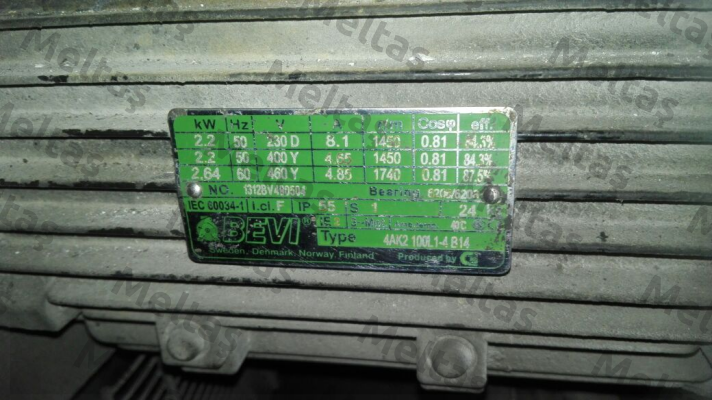 kW Hz V A Cosφ eff.
2.2 50 230 D 8.1 1450 0.81 84.3%
2.2 50 400 Y 4.65 1450 0.81 84.3%
2.64 60 460 Y 4.85 1740 0.81 87.5%
NO. Bearing
IEC 60034-1 I.cl. F IP 55 S 1 24
BEVI Type 4AK2 100L1-4 B14
Sweden, Denmark, Norway, Finland Produced by
Meltas